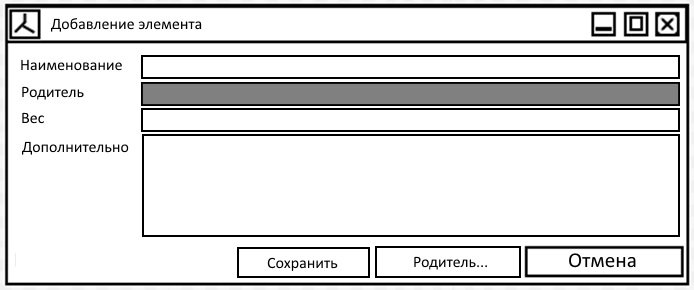 Добавление элемента
Наименование
Родитель
Вес
Дополнительно
Сохранить Родитель... Отмена